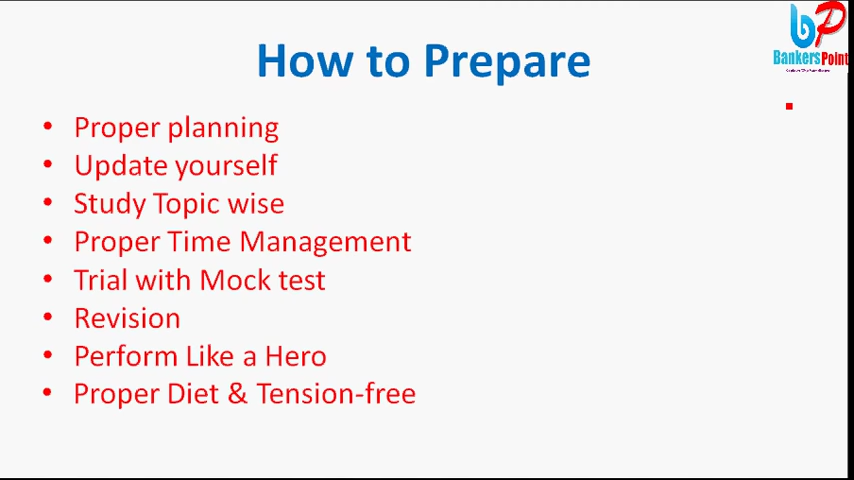 How to Prepare
bP
BankersPoint
• Proper planning
• Update yourself
• Study Topic wise
• Proper Time Management
• Trial with Mock test
• Revision
• Perform Like a Hero
• Proper Diet & Tension-free